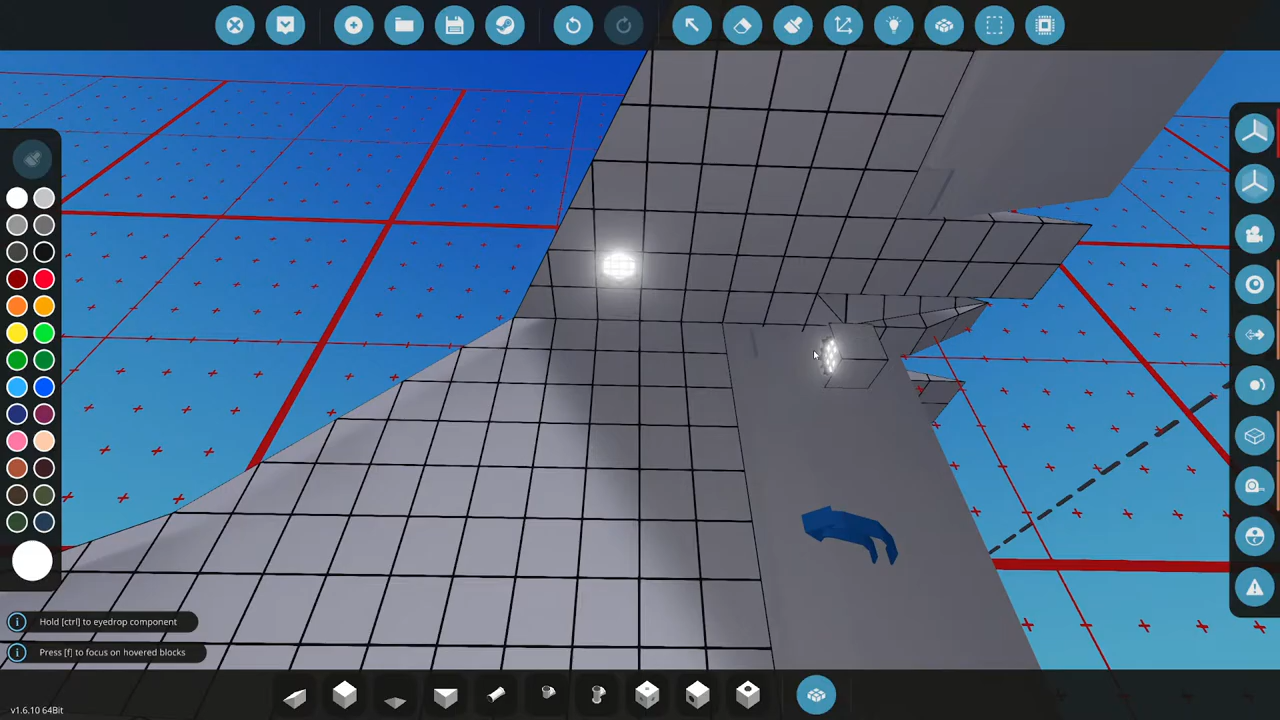 Hold [ctrl] to eyedrop component
Press [f] to focus on hovered blocks
v1.6.10 64Bit